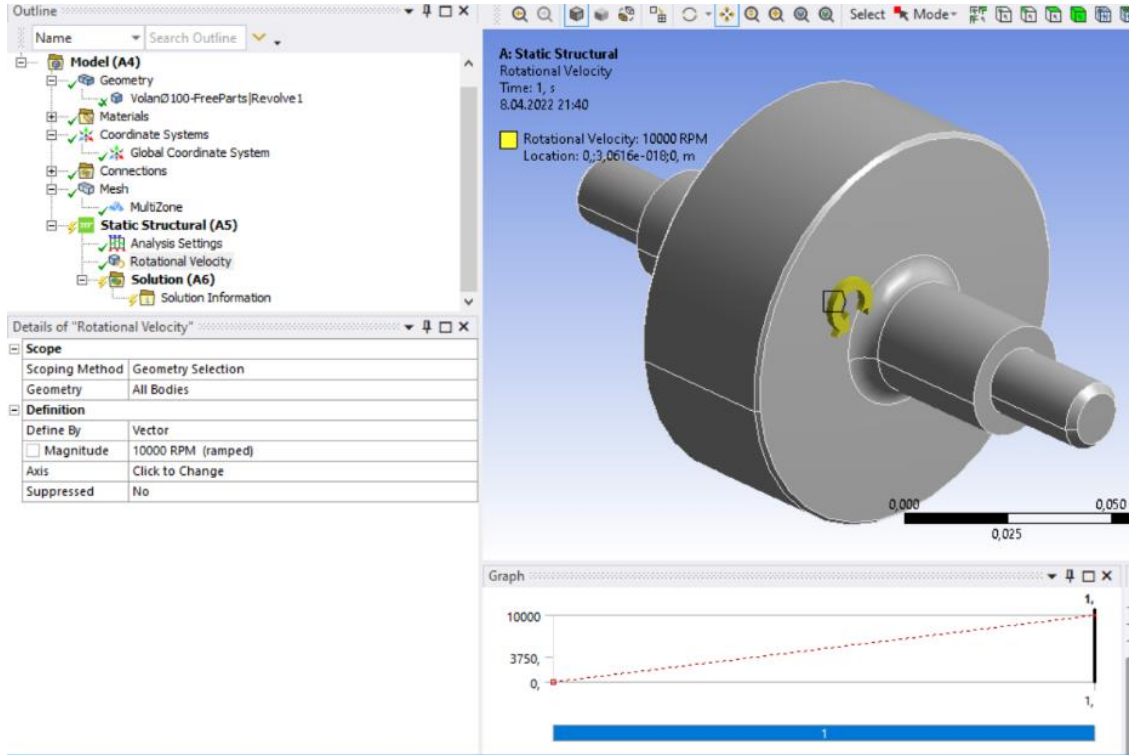 Outline
Name
Search Outline
Model (A4)
Geometry
VolanØ100-FreeParts|Revolve1
Materials
Coordinate Systems
Global Coordinate System
Connections
Mesh
MultiZone
Static Structural (A5)
Analysis Settings
Rotational Velocity
Solution (A6)
Solution Information
Details of "Rotational Velocity"
Scope
Scoping Method Geometry Selection
Geometry All Bodies
Definition
Define By Vector
Magnitude 10000 RPM (ramped)
Axis Click to Change
Suppressed No
Select Mode
A: Static Structural
Rotational Velocity
Time: 1, s
8.04.2022 21:40
Rotational Velocity: 10000 RPM
Location: 0,;3,0616e-018;0, m
0,000 0,050
0,025
Graph
1,
10000
3750,
0,
1,
1